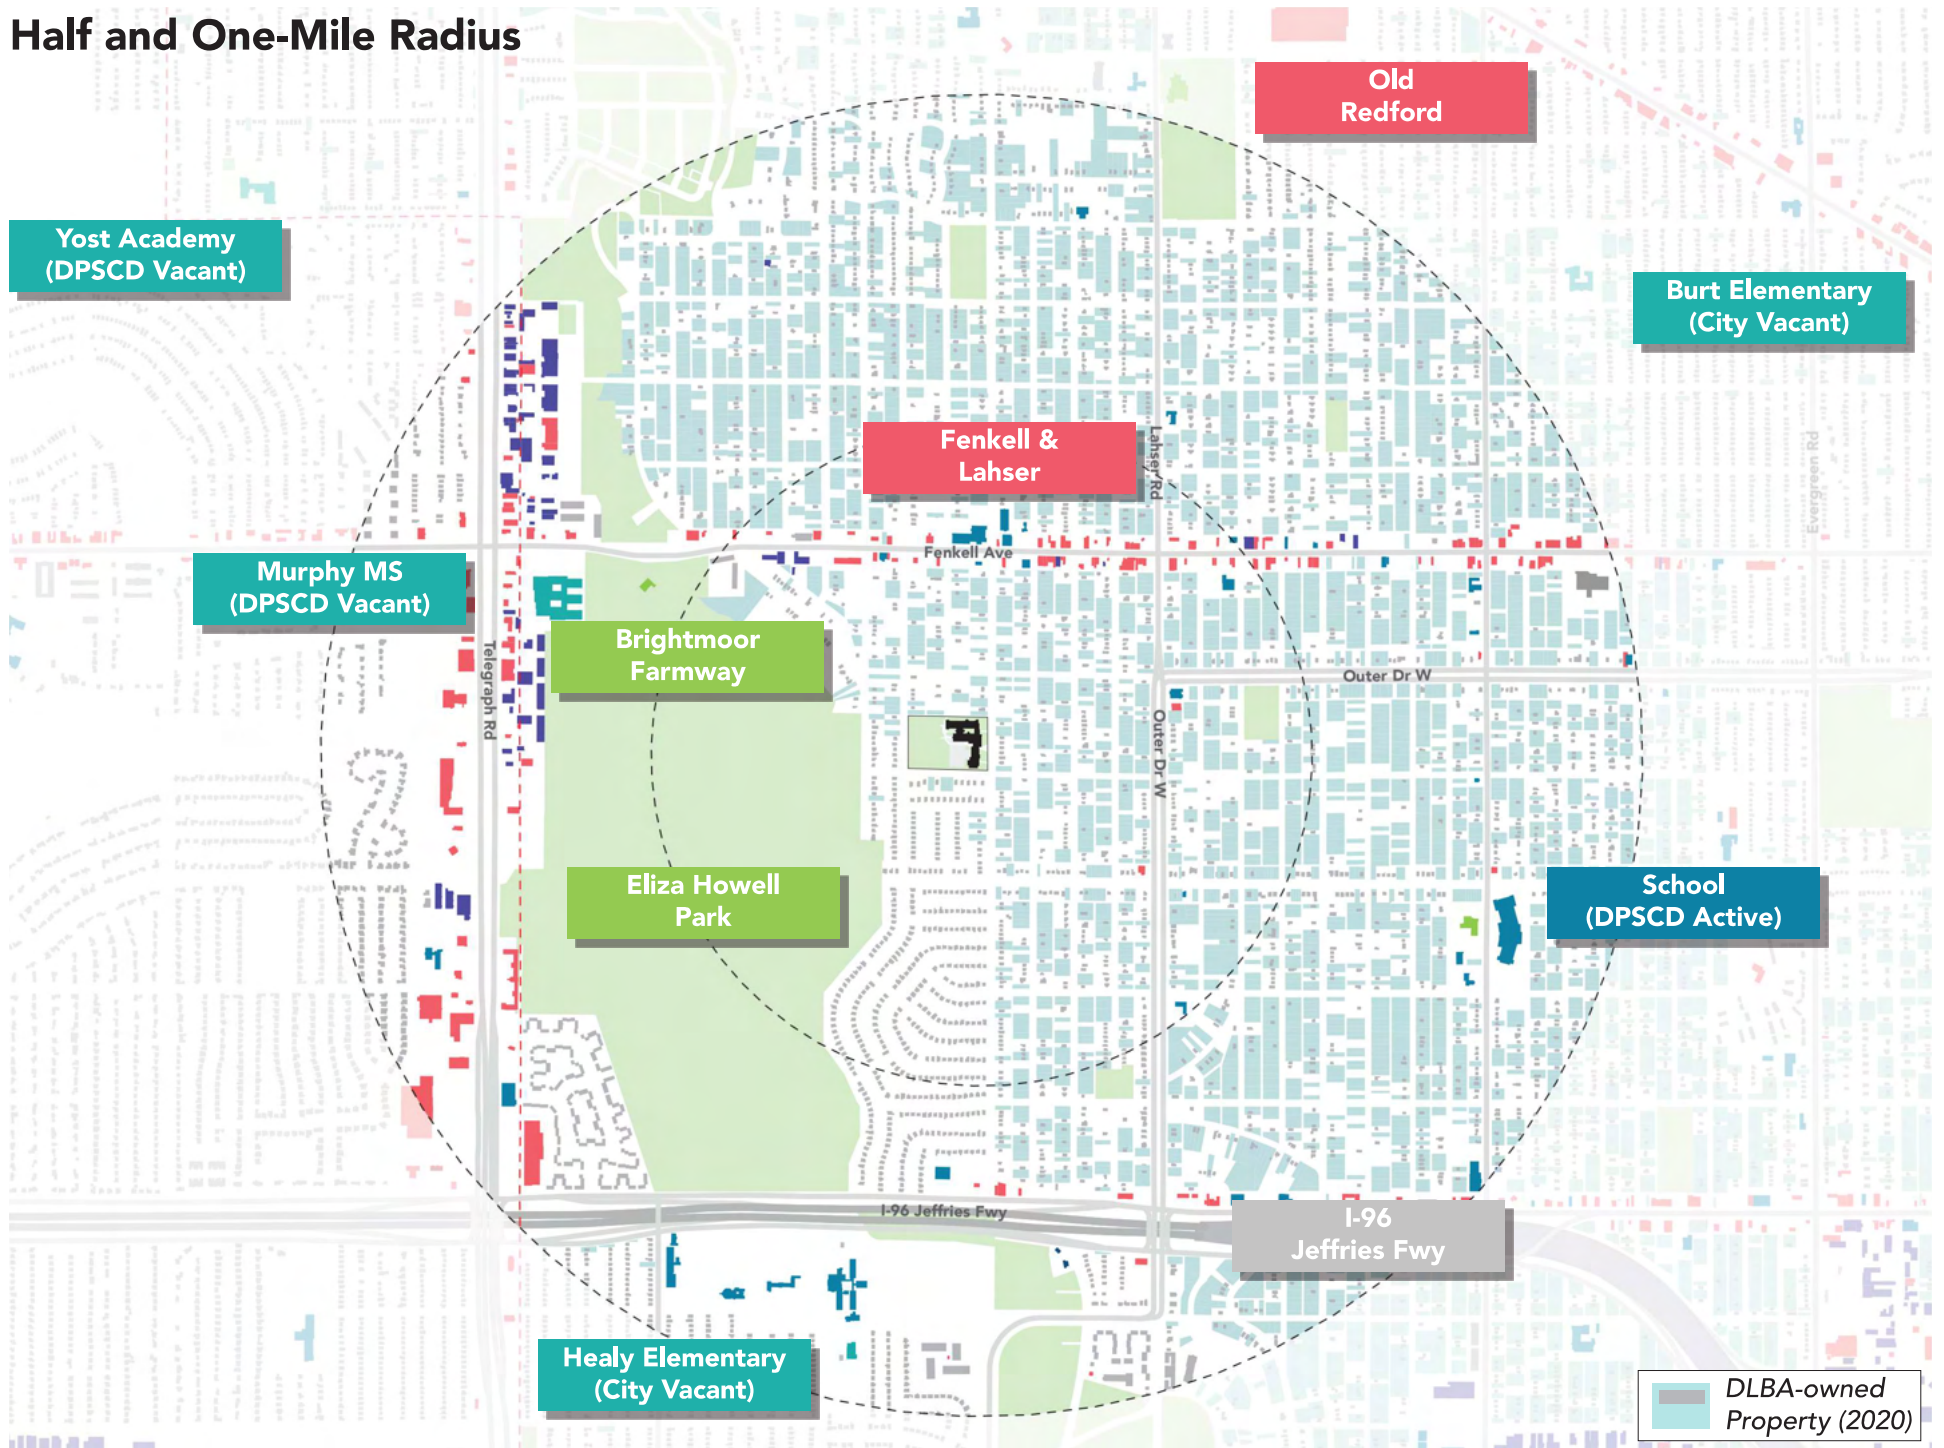 Half and One-Mile Radius
Old
Redford
Yost Academy
(DPSCD Vacant)
Burt Elementary
(City Vacant)
Fenkell &
Lahser
Lahser Rd
Evergreen Rd
Fenkell Ave
Murphy MS
(DPSCD Vacant)
Brightmoor
Farmway
Telegraph Rd
Outer Dr W
Outer Dr W
Eliza Howell
Park
School
(DPSCD Active)
I-96 Jeffries Fwy
I-96
Jeffries Fwy
Healy Elementary
(City Vacant)
DLBA-owned
Property (2020)